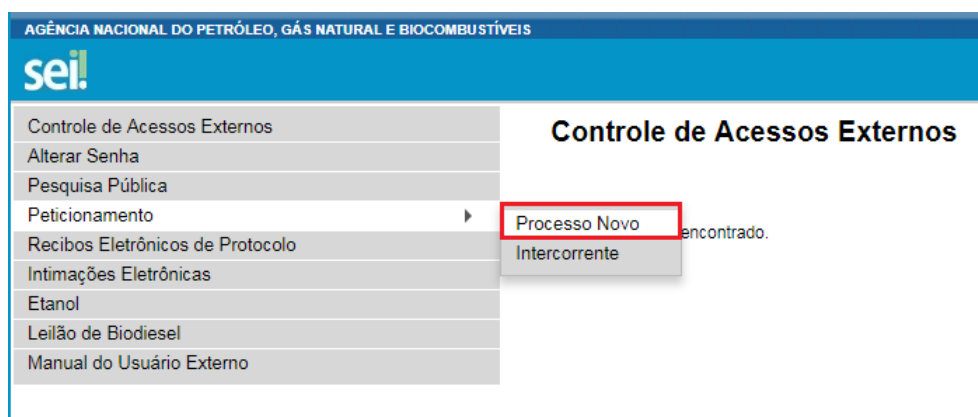 AGÊNCIA NACIONAL DO PETRÓLEO, GÁS NATURAL E BIOCOMBUSTÍVEIS
sei!
Controle de Acessos Externos
Alterar Senha
Pesquisa Pública
Peticionamento
Recibos Eletrônicos de Protocolo
Intimações Eletrônicas
Etanol
Leilão de Biodiesel
Manual do Usuário Externo
Processo Novo
Intercorrente
Controle de Acessos Externos
encontrado.